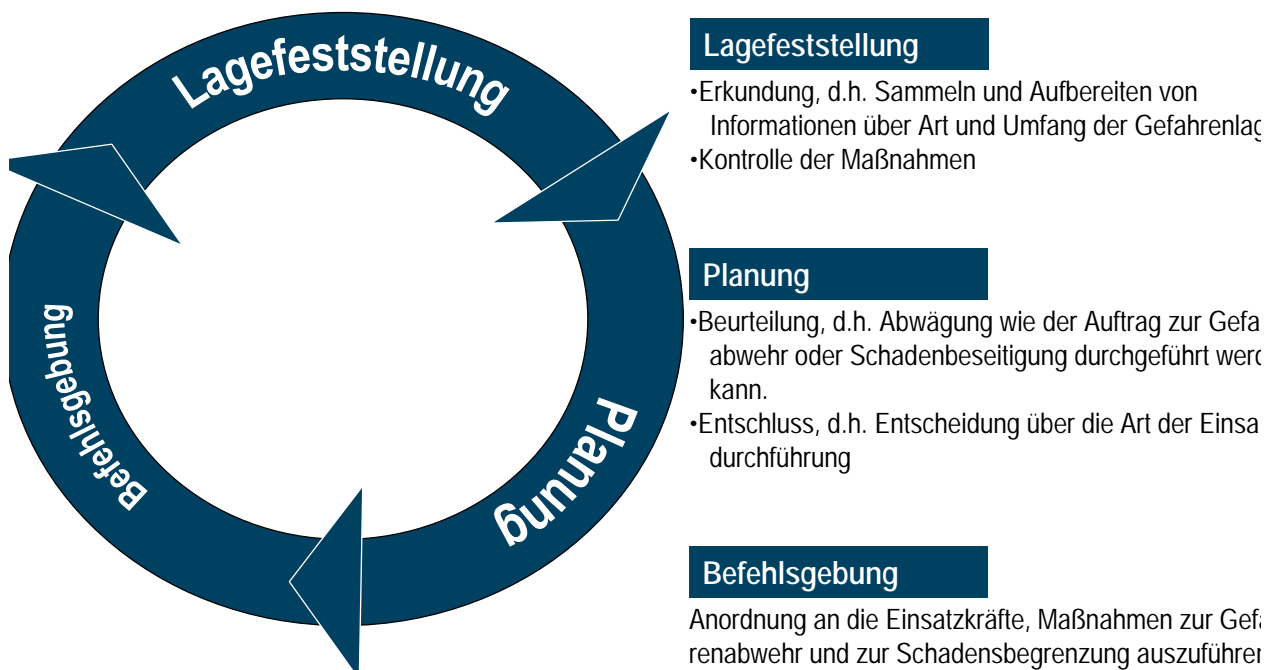 Lagefeststellung
Planung
Befehlsgebung
Lagefeststellung
•Erkundung, d.h. Sammeln und Aufbereiten von
Informationen über Art und Umfang der Gefahrenlag
•Kontrolle der Maßnahmen
Planung
•Beurteilung, d.h. Abwägung wie der Auftrag zur Gefa
abwehr oder Schadenbeseitigung durchgeführt werd
kann.
•Entschluss, d.h. Entscheidung über die Art der Einsa
durchführung
Befehlsgebung
Anordnung an die Einsatzkräfte, Maßnahmen zur Gefa
renabwehr und zur Schadensbegrenzung auszuführen